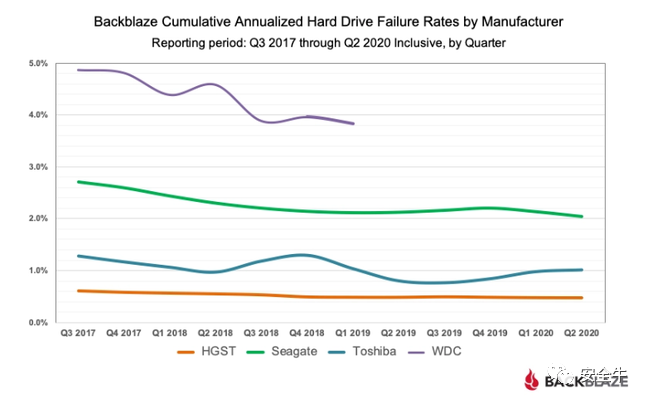 Backblaze Cumulative Annualized Hard Drive Failure Rates by Manufacturer
Reporting period: Q3 2017 through Q2 2020 Inclusive, by Quarter
5.0%
4.0%
3.0%
2.0%
1.0%
0.0%
Q3 2017 Q4 2017 Q1 2018 Q2 2018 Q3 2018 Q4 2018 Q1 2019 Q2 2019 Q3 2019 Q4 2019 Q1 2020 Q2 2020
HGST Seagate Toshiba WDC
BACKBLAZE
安全牛